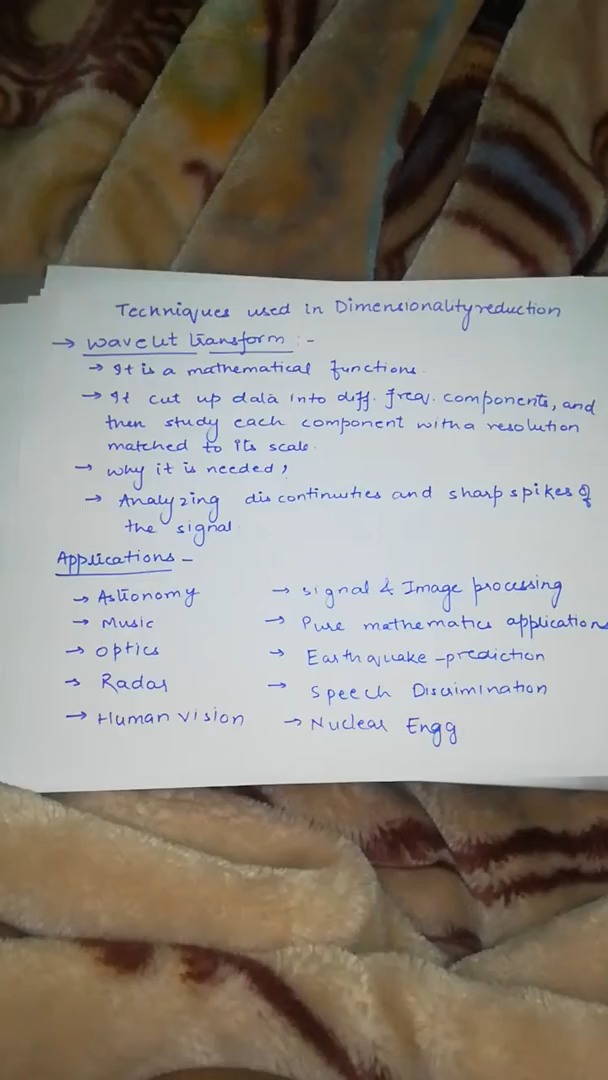 Techniques used in Dimensionality reduction
→ wavelet transform :-
→ It is a mathematical functions.
→ It cut up data into diff. freq. components, and
then study each component with a resolution
matched to its scale.
→ why it is needed?
→ Analyzing discontinuties and sharp spikes of
the signal
Applications -
→ Astronomy → Signal & Image processing
→ Music → Pure mathematics applications
→ Optics → Earthquake-prediction
→ Radar → Speech Discrimination
→ Human vision → Nuclear Engg